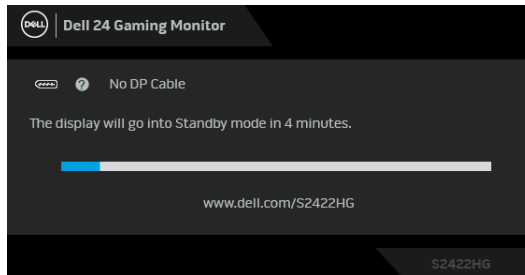 DELL
Dell 24 Gaming Monitor
? No DP Cable
The display will go into Standby mode in 4 minutes.
www.dell.com/S2422HG
S2422HG